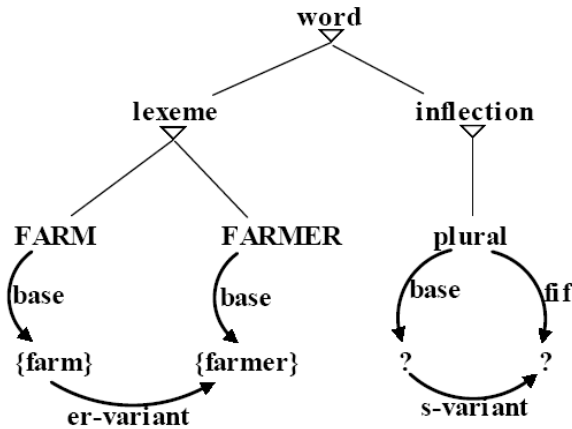 word
lexeme inflection
FARM FARMER plural
base base base fif
{farm} {farmer} ? ?
er-variant s-variant